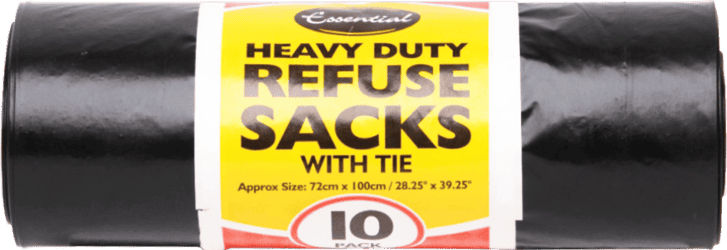 Essential
HEAVY DUTY
REFUSE
SACKS
WITH TIE
Approx Size: 72cm x 100cm / 28.25" x 39.25"
10
PACK